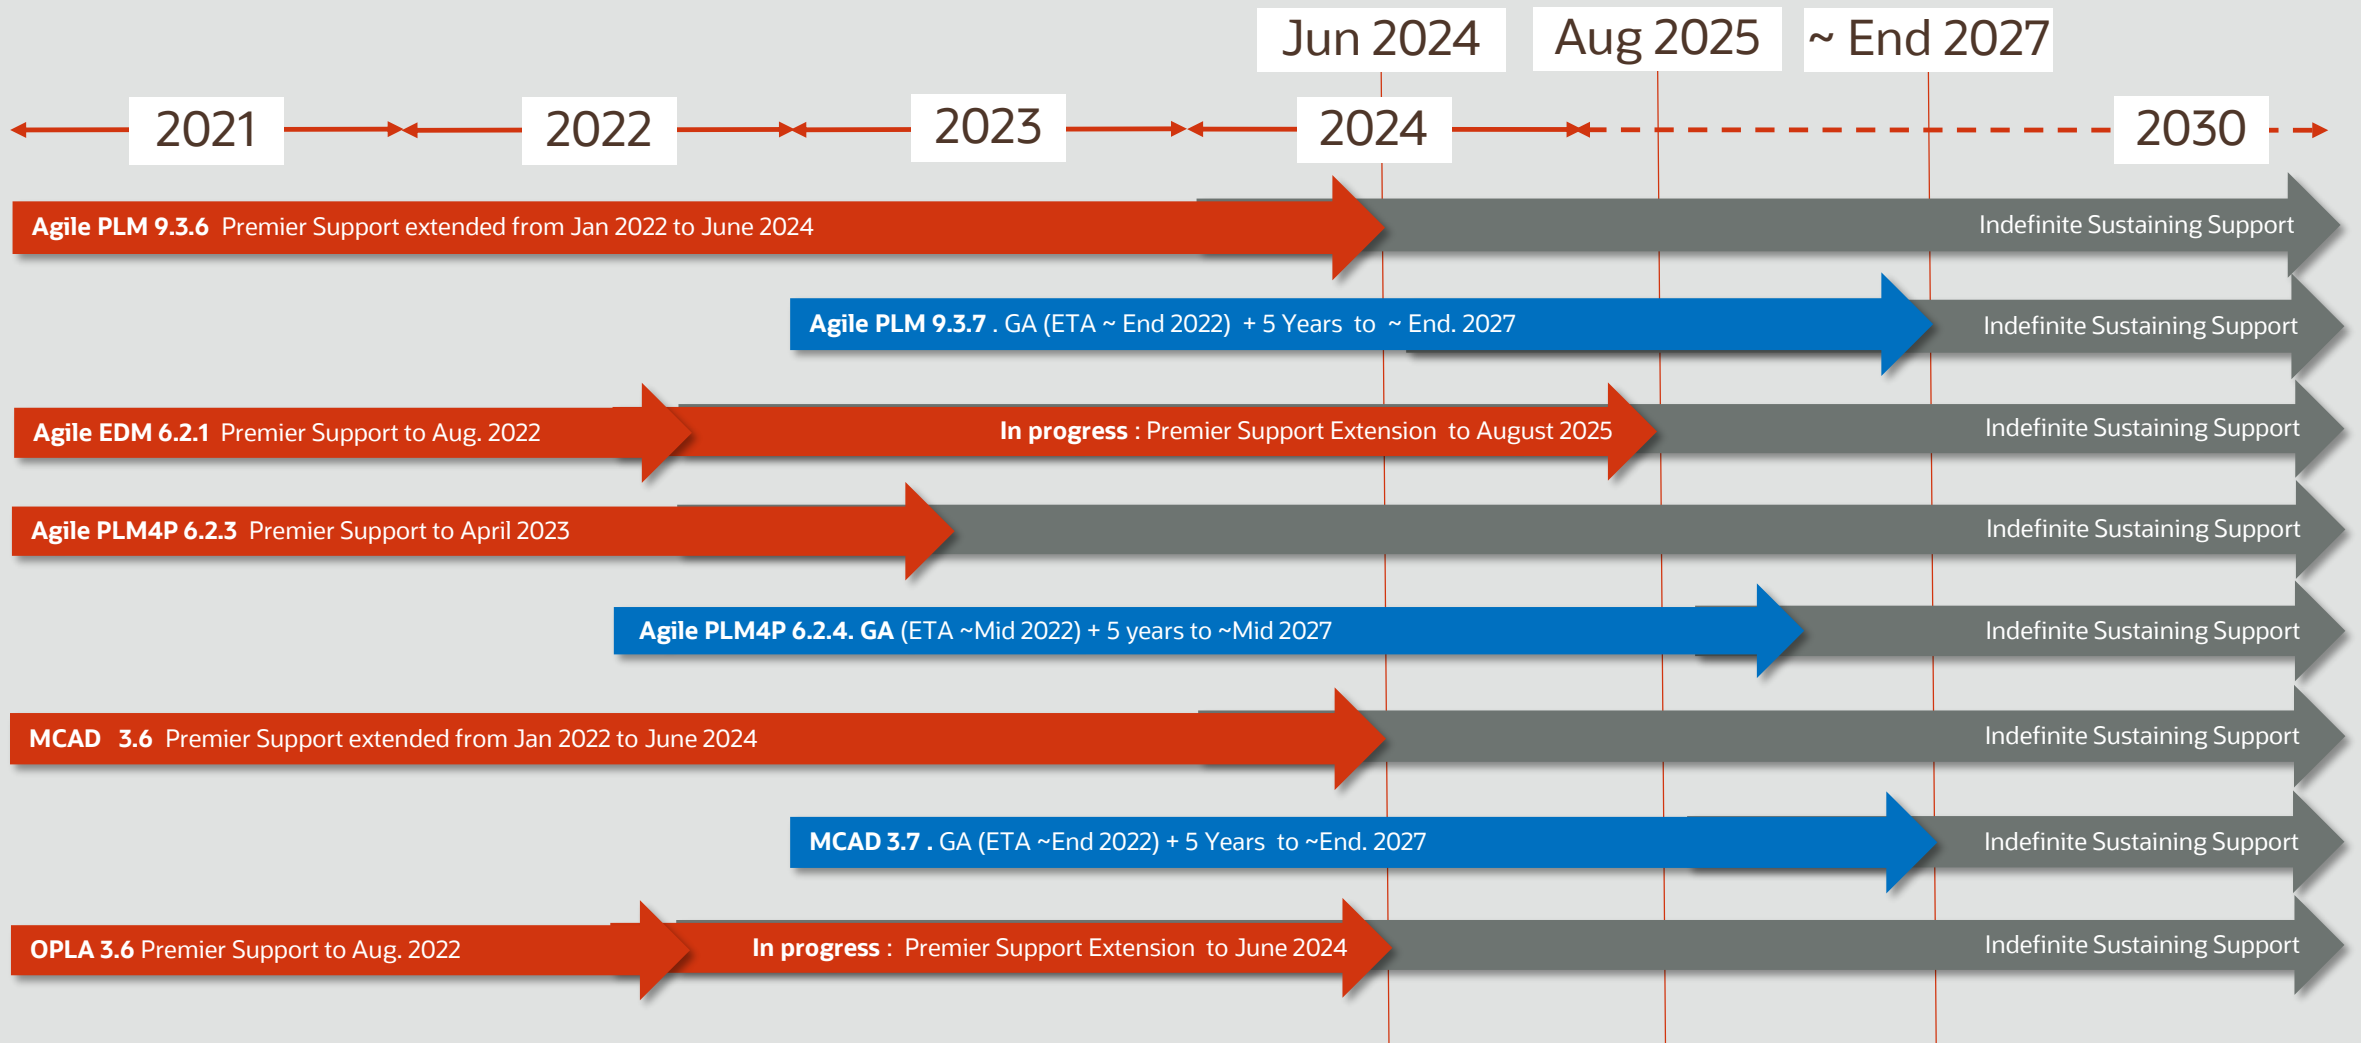 Jun 2024 Aug 2025 ~ End 2027
2021 2022 2023 2024 2030
Agile PLM 9.3.6 Premier Support extended from Jan 2022 to June 2024 Indefinite Sustaining Support
Agile PLM 9.3.7 . GA (ETA ~ End 2022) + 5 Years to ~ End. 2027 Indefinite Sustaining Support
Agile EDM 6.2.1 Premier Support to Aug. 2022 In progress : Premier Support Extension to August 2025 Indefinite Sustaining Support
Agile PLM4P 6.2.3 Premier Support to April 2023 Indefinite Sustaining Support
Agile PLM4P 6.2.4. GA (ETA ~Mid 2022) + 5 years to ~Mid 2027 Indefinite Sustaining Support
MCAD 3.6 Premier Support extended from Jan 2022 to June 2024 Indefinite Sustaining Support
MCAD 3.7 . GA (ETA ~End 2022) + 5 Years to ~End. 2027 Indefinite Sustaining Support
OPLA 3.6 Premier Support to Aug. 2022 In progress : Premier Support Extension to June 2024 Indefinite Sustaining Support